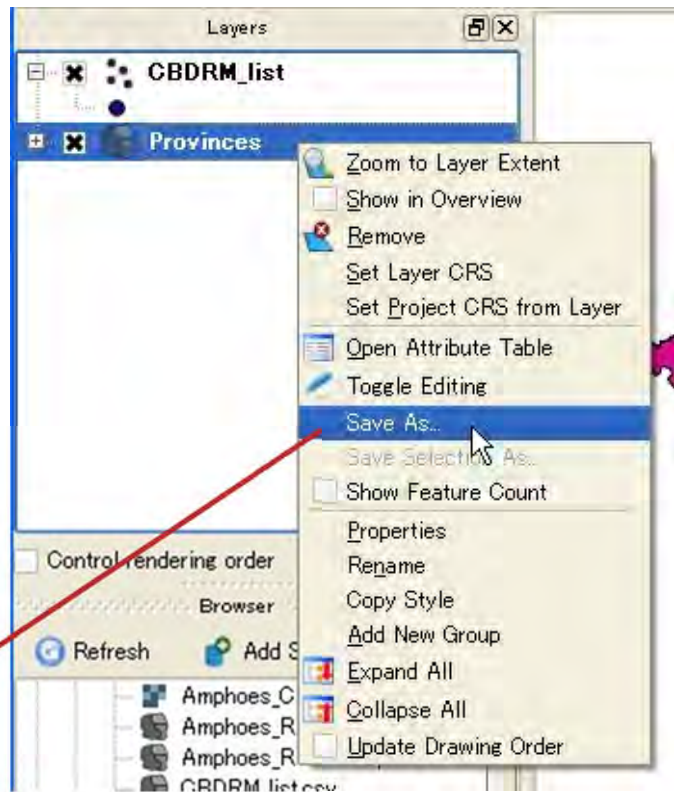 Layers
CBDRM_list
Provinces
Zoom to Layer Extent
Show in Overview
Remove
Set Layer CRS
Set Project CRS from Layer
Open Attribute Table
Toggle Editing
Save As...
Save Selection As...
Show Feature Count
Properties
Rename
Copy Style
Add New Group
Expand All
Collapse All
Update Drawing Order
Control rendering order
Browser
Refresh
Add S
Amphoes_C
Amphoes_R
Amphoes_R
CBDRM_list.csv